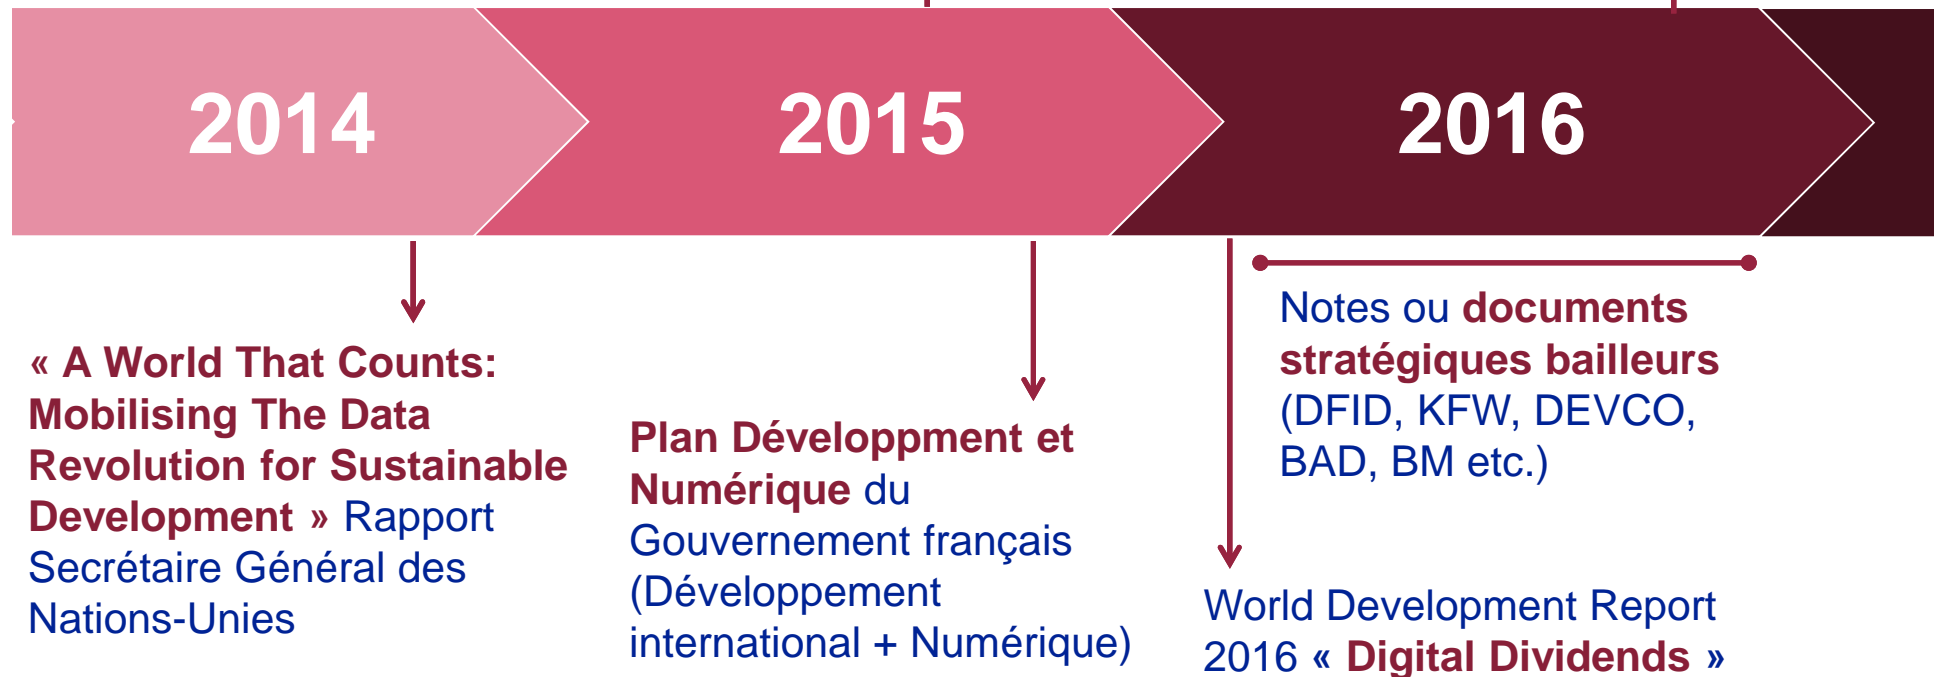 2014
2015
2016
« A World That Counts:
Mobilising The Data
Revolution for Sustainable
Development » Rapport
Secrétaire Général des
Nations-Unies
Plan Développment et
Numérique du
Gouvernement français
(Développement
international + Numérique)
Notes ou documents
stratégiques bailleurs
(DFID, KFW, DEVCO,
BAD, BM etc.)
World Development Report
2016 « Digital Dividends »